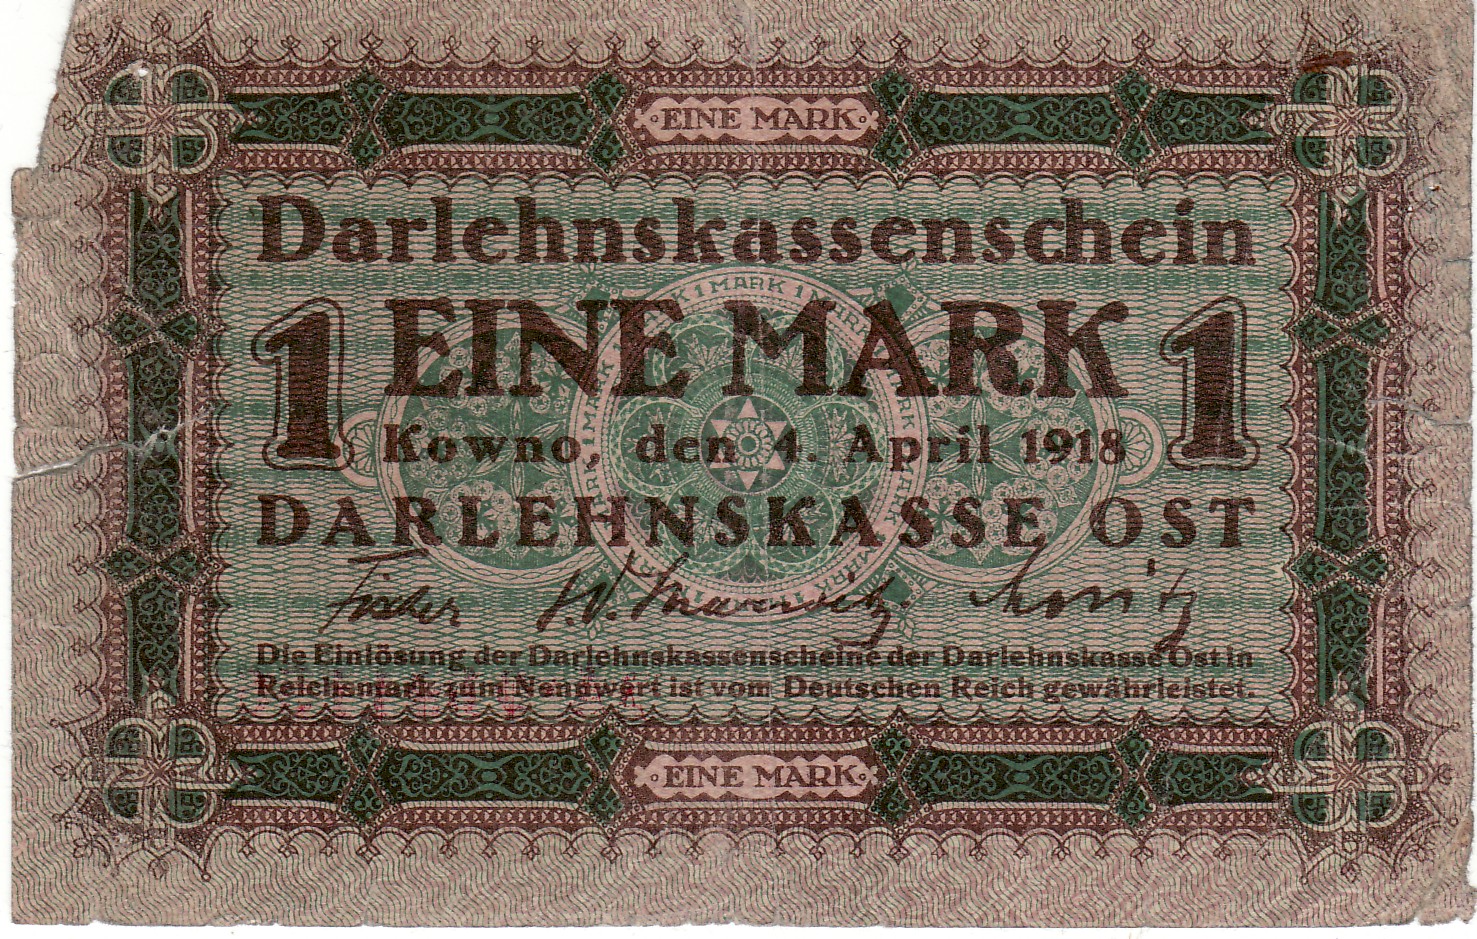 EINE MARK
Darlehnskassenschein
1 EINE MARK 1
Kowno, den 4. April 1918
DARLEHNSKASSE OST
Fischer
Die Einlösung der Darlehnskassenscheine der Darlehnskasse Ost in
Reichsmark zum Nennwert ist vom Deutschen Reich gewährleistet.
EINE MARK